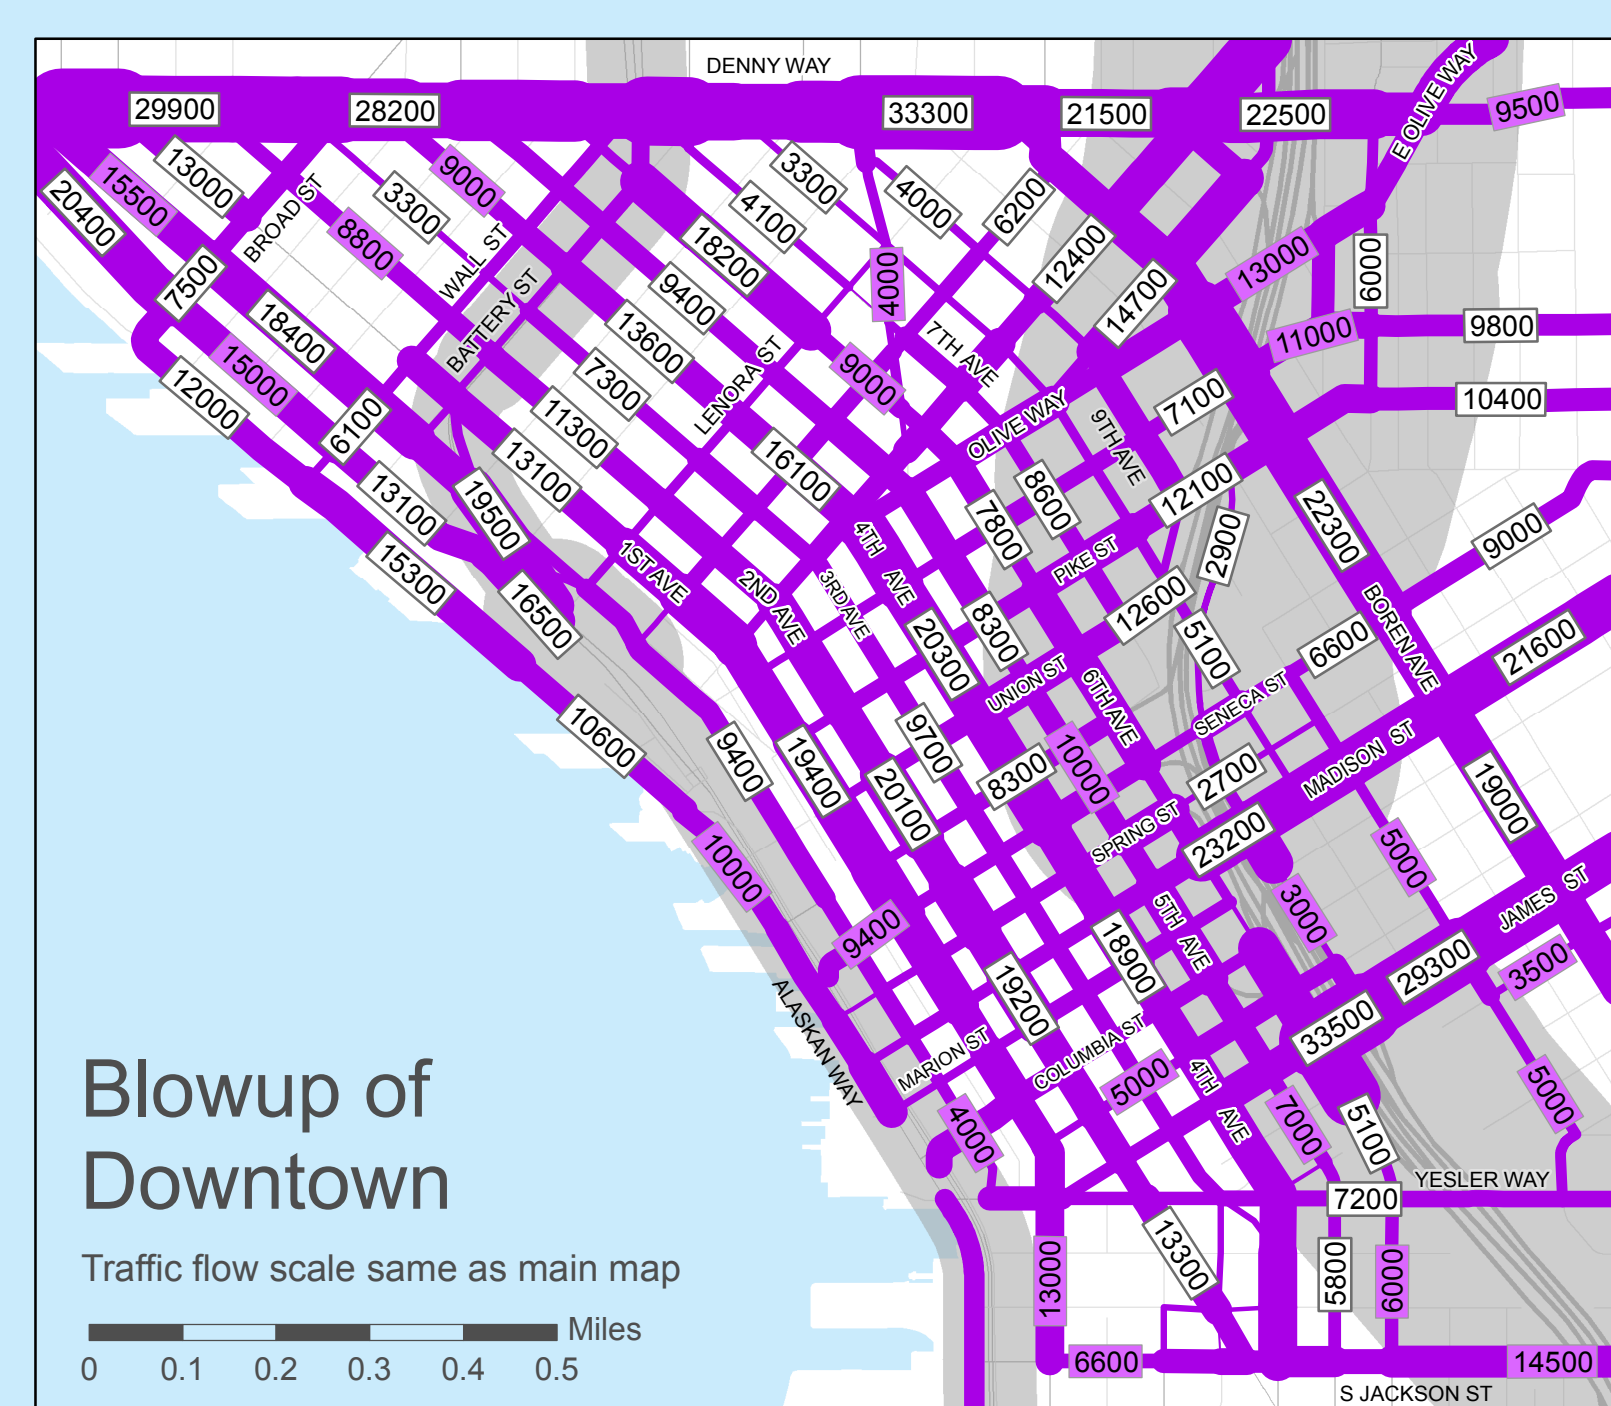 DENNY WAY
29900
28200
33300
21500
22500
E OLIVE WAY
9500
13000
15500
20400
BROAD ST
3300
9000
8800
WALL ST
7500
BATTERY ST
18400
15000
12000
6100
3300
4100
4000
6200
18200
4000
12400
9400
14700
13000
6000
13600
7300
LENORA ST
9000
7TH AVE
11000
9800
11300
13100
16100
OLIVE WAY
9TH AVE
7100
10400
13100
19500
15300
16500
8600
7800
12100
PIKE ST
2900
22300
9000
1ST AVE
2ND AVE
3RD AVE
4TH AVE
20300
8300
12600
5100
BOREN AVE
6600
21600
UNION ST
6TH AVE
SENECA ST
10600
9400
19400
9700
20100
8300
10000
2700
MADISON ST
19000
SPRING ST
23200
5000
10000
9400
18900
5TH AVE
3000
JAMES ST
29300
3500
ALASKAN WAY
19200
33500
MARION ST
COLUMBIA ST
5000
4TH AVE
7000
5100
5000
4000
YESLER WAY
7200
13000
13300
5800
6000
6600
14500
S JACKSON ST
Blowup of
Downtown
Traffic flow scale same as main map
Miles
0 0.1 0.2 0.3 0.4 0.5